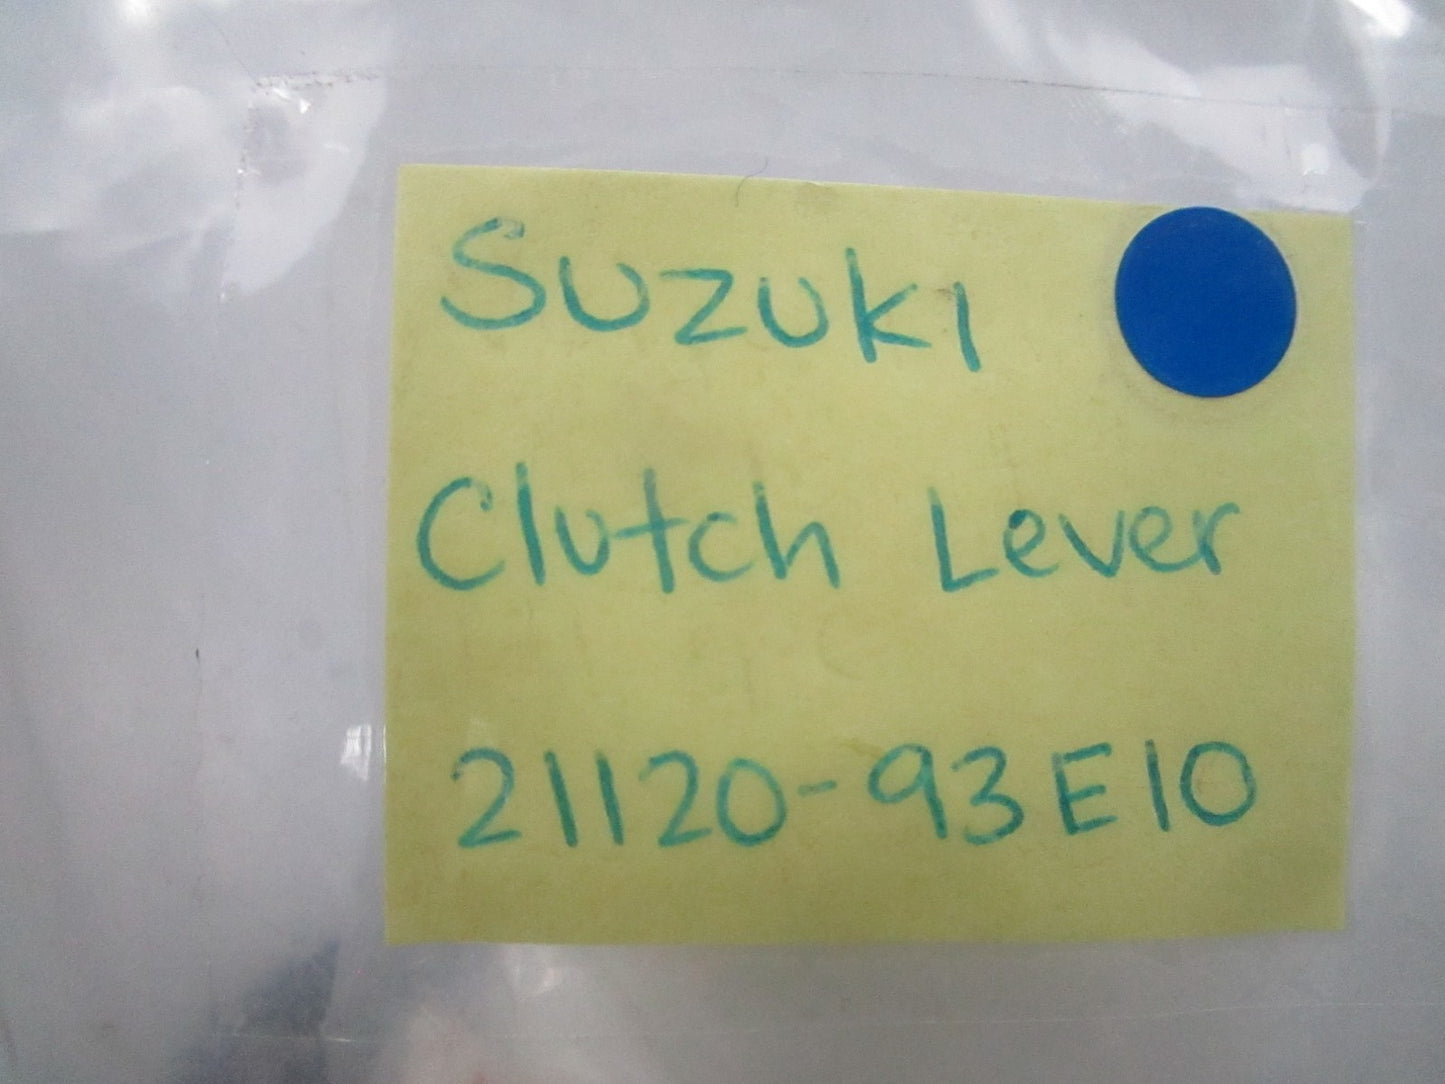 Suzuki
Clutch Lever
21120-93E10